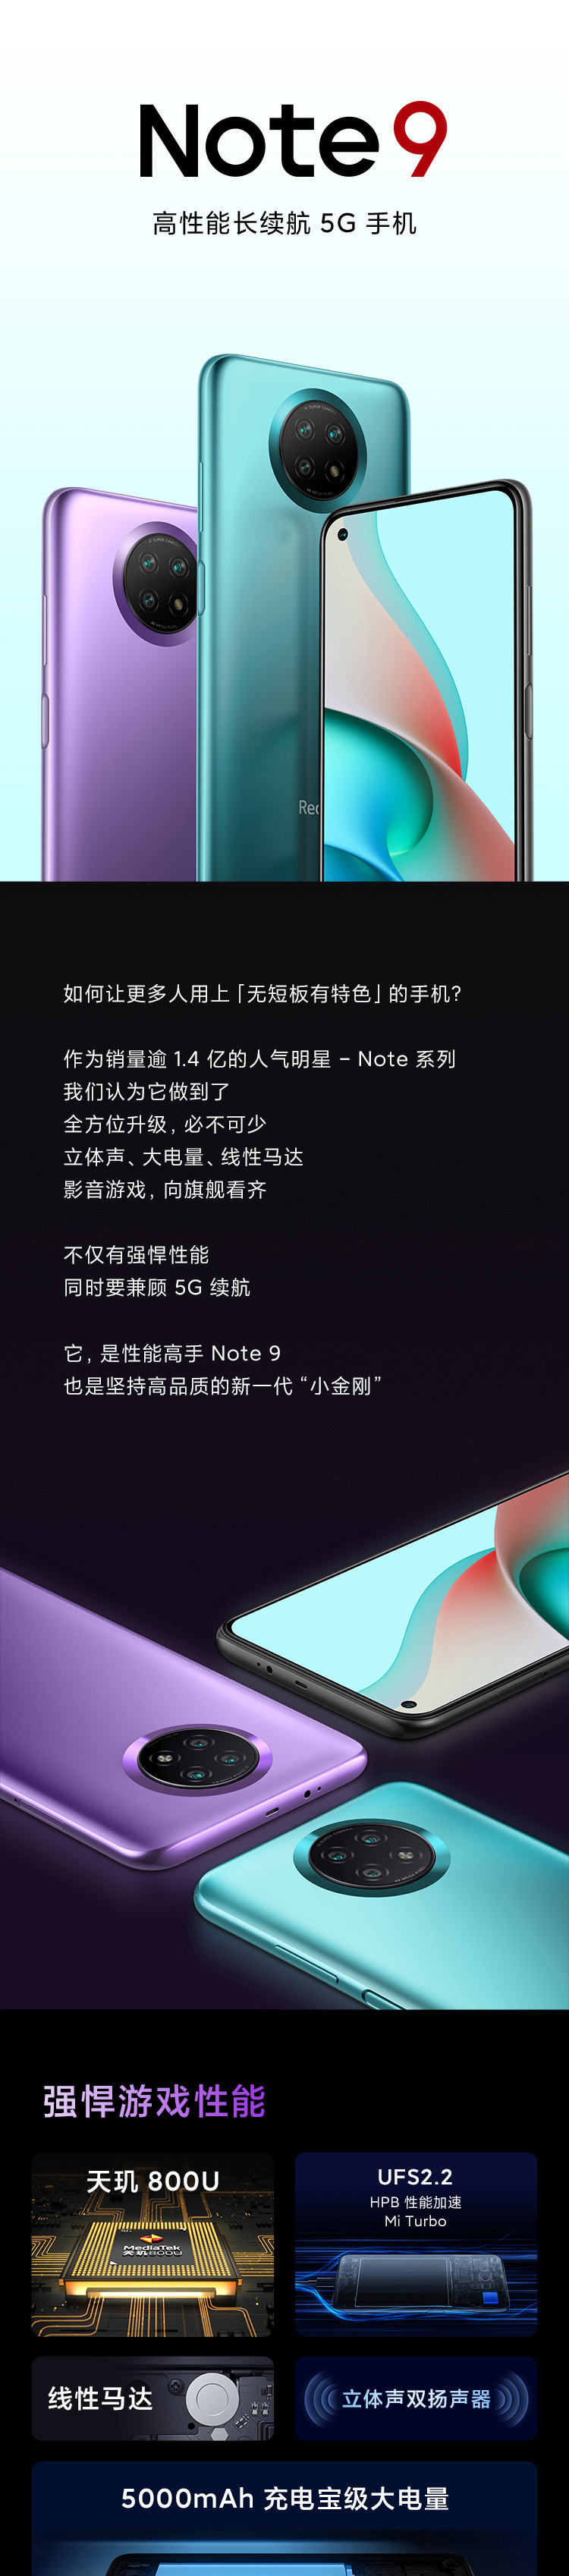 Note 9
高性能长续航 5G 手机
Red
如何让更多人用上「无短板有特色」的手机?
作为销量逾 1.4 亿的人气明星 – Note 系列
我们认为它做到了
全方位升级, 必不可少
立体声、大电量、线性马达
影音游戏, 向旗舰看齐
不仅有强悍性能
同时要兼顾 5G 续航
它, 是性能高手 Note 9
也是坚持高品质的新一代 “小金刚”
强悍游戏性能
天玑 800U
MediaTek
天玑800U
UFS2.2
HPB 性能加速
Mi Turbo
线性马达
立体声双扬声器
5000mAh 充电宝级大电量